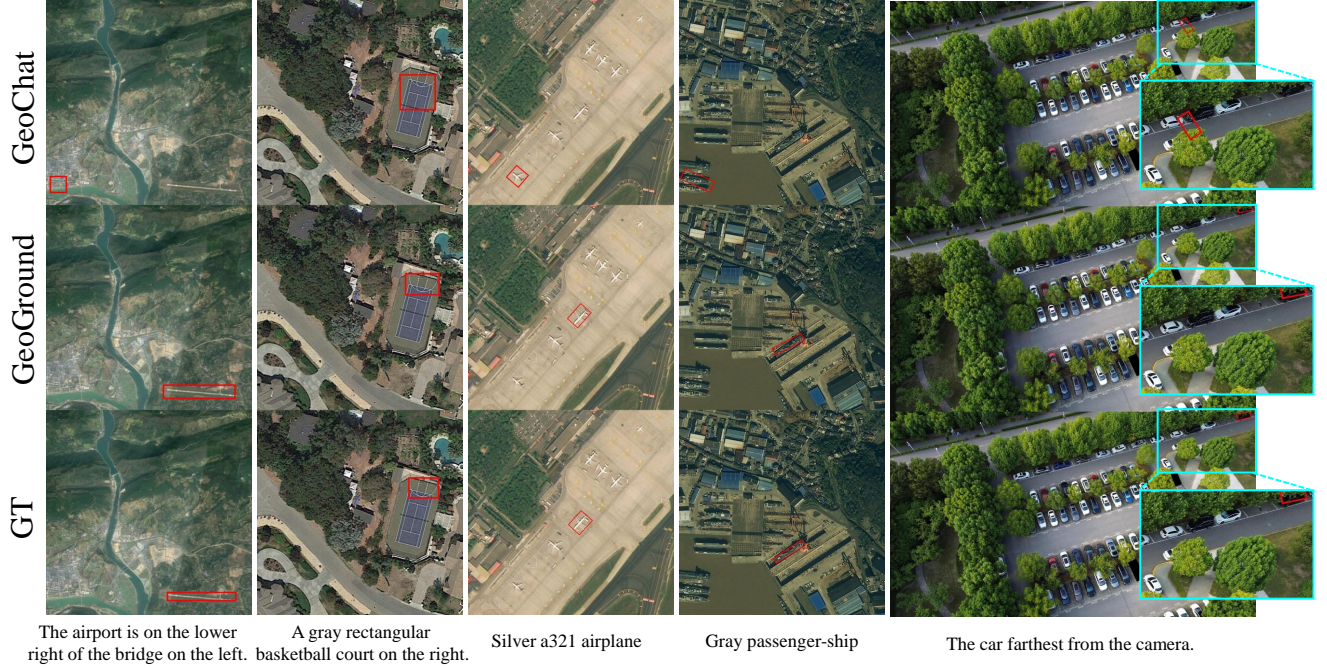 GeoChat
GeoGround
GT
The airport is on the lower
right of the bridge on the left.
A gray rectangular
basketball court on the right.
Silver a321 airplane
Gray passenger-ship
The car farthest from the camera.